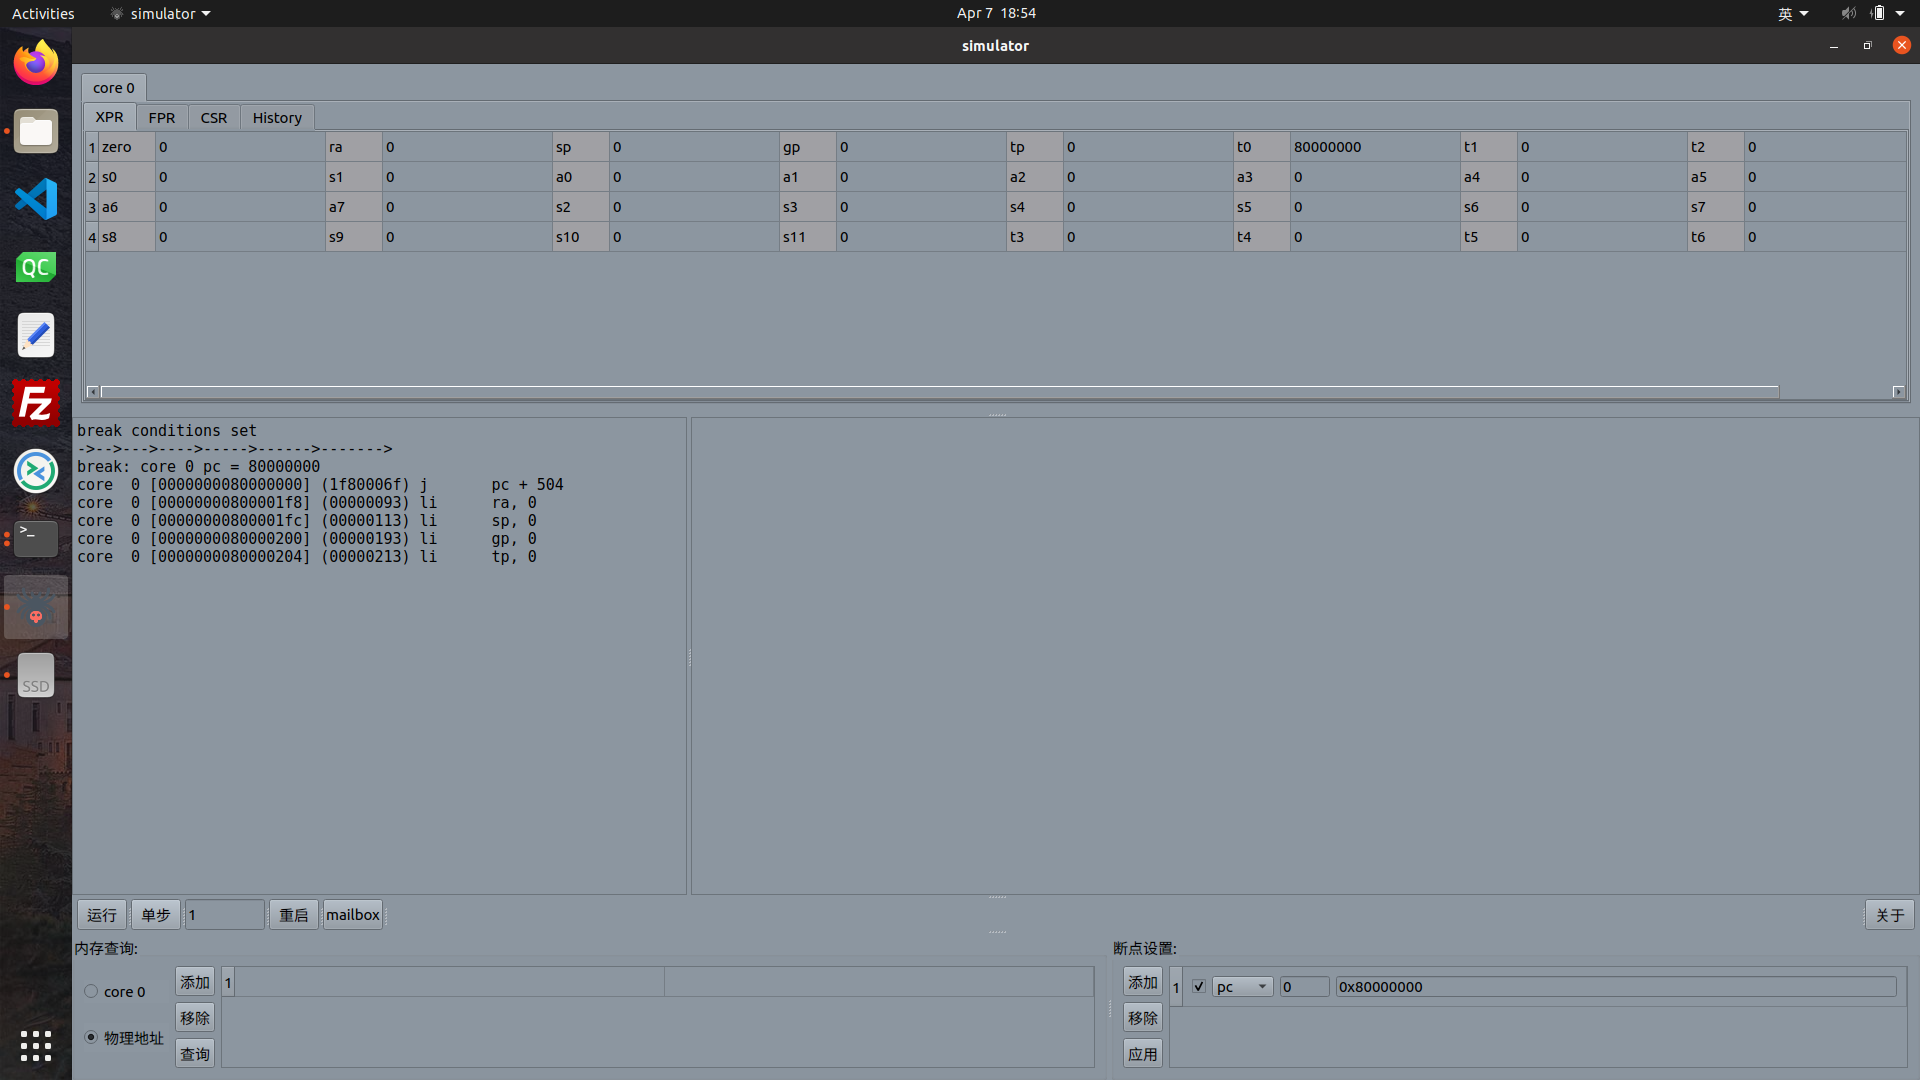 Activities simulator Apr 7 18:54 英
simulator
core 0
XPR FPR CSR History
1 zero 0 ra 0 sp 0 gp 0 tp 0 t0 80000000 t1 0 t2 0
2 s0 0 s1 0 a0 0 a1 0 a2 0 a3 0 a4 0 a5 0
3 a6 0 a7 0 s2 0 s3 0 s4 0 s5 0 s6 0 s7 0
4 s8 0 s9 0 s10 0 s11 0 t3 0 t4 0 t5 0 t6 0
break conditions set
->-->--->---->----->------>------->
break: core 0 pc = 80000000
core  0 [0000000080000000] (1f80006f) j       pc + 504
core  0 [00000000800001f8] (00000093) li      ra, 0
core  0 [00000000800001fc] (00000113) li      sp, 0
core  0 [0000000080000200] (00000193) li      gp, 0
core  0 [0000000080000204] (00000213) li      tp, 0
运行 单步 1 重启 mailbox 关于
内存查询:
core 0
物理地址
添加
移除
查询
1
断点设置:
添加
移除
应用
1 pc 0 0x80000000
QC
Fz
>_
SSD